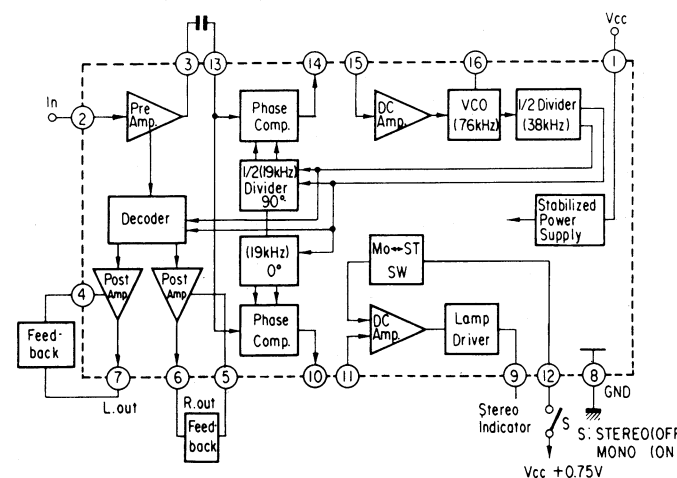 Vcc
3
13
14
15
16
1
In
2
Pre
Amp.
Phase
Comp.
DC
Amp.
VCO
(76kHz)
1/2 Divider
(38kHz)
1/2(19kHz)
Divider
90°
Decoder
Stabilized
Power
Supply
(19kHz)
0°
Mo↔ST
SW
4
Post
Amp.
Post
Amp.
Feed-
back
Phase
Comp.
DC
Amp.
Lamp
Driver
7
6
5
10
11
9
12
8
GND
L.out
R.out
Feed-
back
Stereo
Indicator
S
S: STEREO(OFF
MONO (ON
Vcc +0.75V